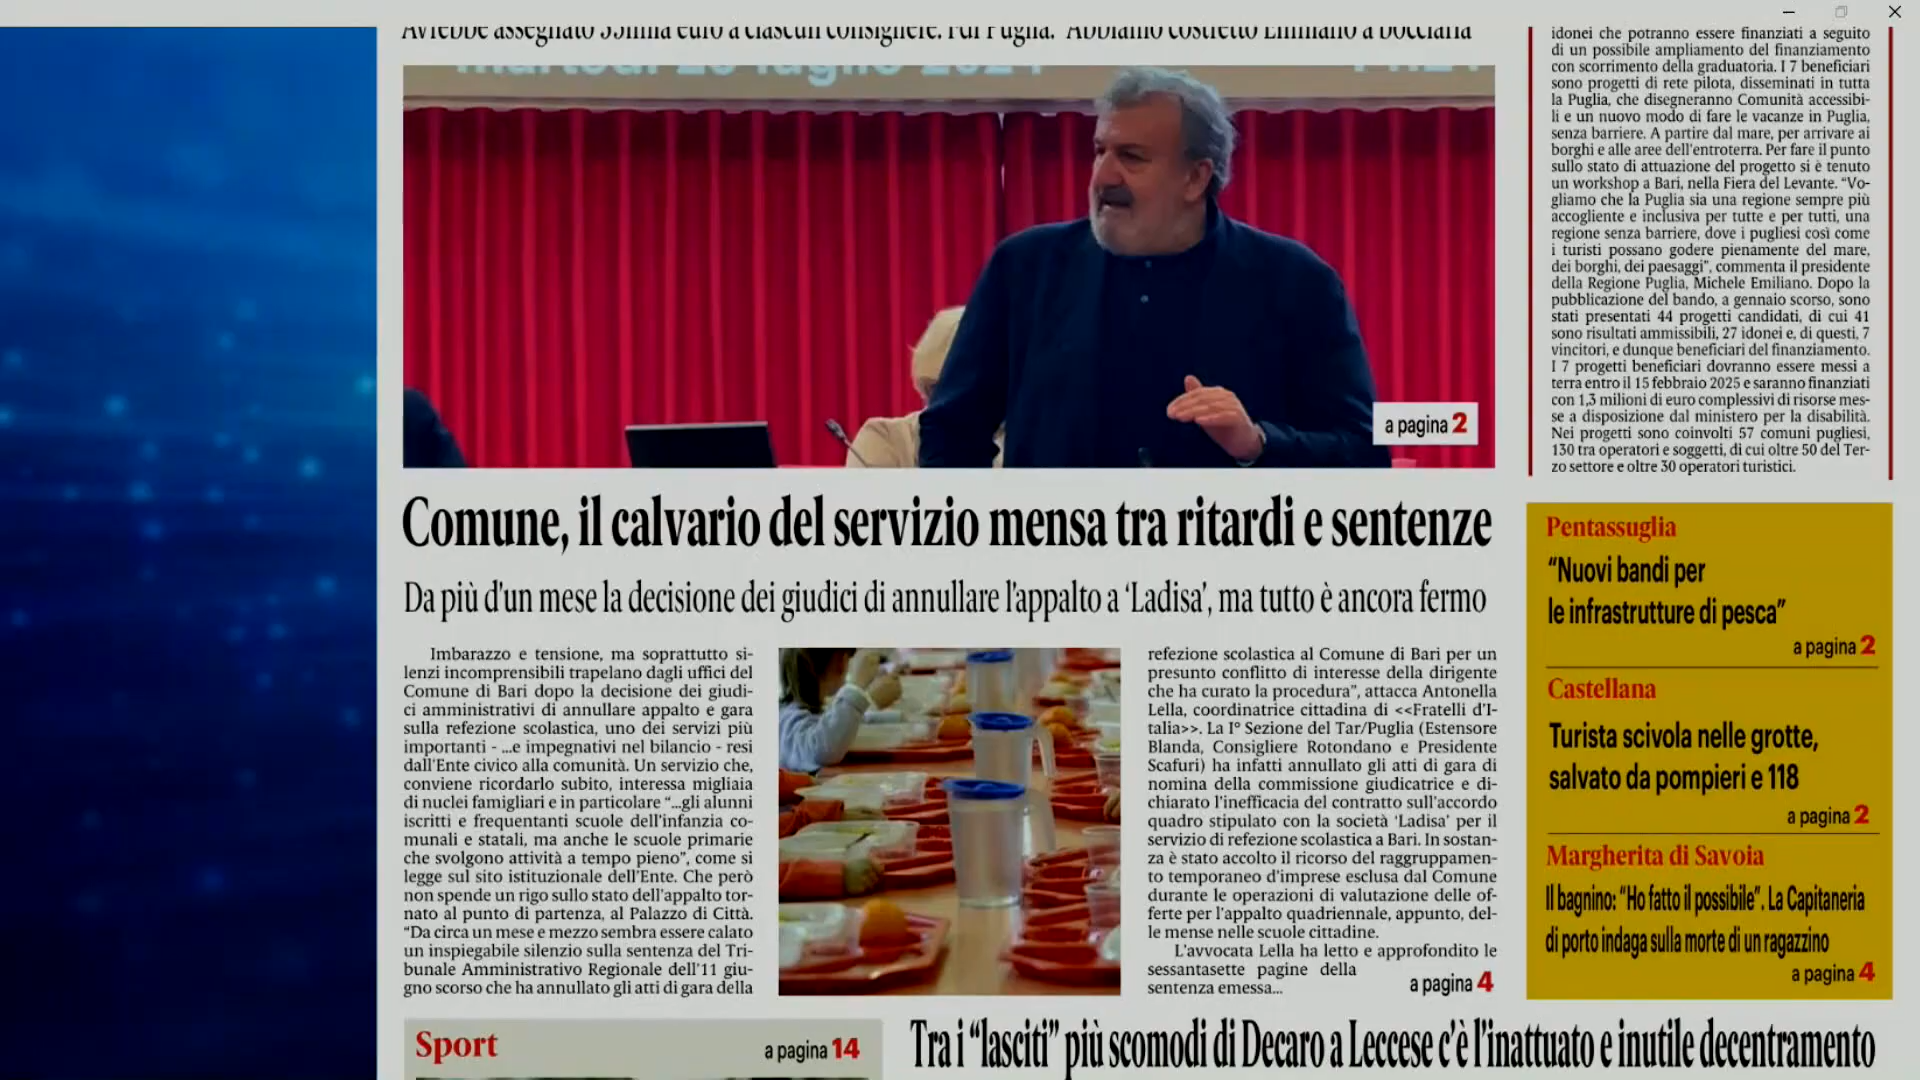 Avrebbe assegnato 35mila euro a ciascun consigliere. Fdi Puglia: "Abbiamo costretto Emiliano a bocciarla"
a pagina 2
Comune, il calvario del servizio mensa tra ritardi e sentenze
Da più d'un mese la decisione dei giudici di annullare l'appalto a 'Ladisa', ma tutto è ancora fermo
Imbarazzo e tensione, ma soprattutto si-
lenzi incomprensibili trapelano dagli uffici del
Comune di Bari dopo la decisione dei giudi-
ci amministrativi di annullare appalto e gara
sulla refezione scolastica, uno dei servizi più
importanti - ...e impegnativi nel bilancio - resi
dall'Ente civico alla comunità. Un servizio che,
conviene ricordarlo subito, interessa migliaia
di nuclei famigliari e in particolare "...gli alunni
iscritti e frequentanti scuole dell'infanzia co-
munali e statali, ma anche le scuole primarie
che svolgono attività a tempo pieno", come si
legge sul sito istituzionale dell'Ente. Che però
non spende un rigo sullo stato dell'appalto tor-
nato al punto di partenza, al Palazzo di Città.
"Da circa un mese e mezzo sembra essere calato
un inspiegabile silenzio sulla sentenza del Tri-
bunale Amministrativo Regionale dell'11 giu-
gno scorso che ha annullato gli atti di gara della
refezione scolastica al Comune di Bari per un
presunto conflitto di interesse della dirigente
che ha curato la procedura", attacca Antonella
Lella, coordinatrice cittadina di <<Fratelli d'I-
talia>>. La I° Sezione del Tar/Puglia (Estensore
Blanda, Consigliere Rotondano e Presidente
Scafuri) ha infatti annullato gli atti di gara di
nomina della commissione giudicatrice e di-
chiarato l'inefficacia del contratto sull'accordo
quadro stipulato con la società 'Ladisa' per il
servizio di refezione scolastica a Bari. In sostan-
za è stato accolto il ricorso del raggruppamen-
to temporaneo d'imprese esclusa dal Comune
durante le operazioni di valutazione delle of-
ferte per l'appalto quadriennale, appunto, del-
le mense nelle scuole cittadine.
L'avvocata Lella ha letto e approfondito le
sessantasette pagine della
sentenza emessa...
a pagina 4
idonei che potranno essere finanziati a seguito
di un possibile ampliamento del finanziamento
con scorrimento della graduatoria. I 7 beneficiari
sono progetti di rete pilota, disseminati in tutta
la Puglia, che disegneranno Comunità accessibi-
li e un nuovo modo di fare le vacanze in Puglia,
senza barriere. A partire dal mare, per arrivare ai
borghi e alle aree dell'entroterra. Per fare il punto
sullo stato di attuazione del progetto si è tenuto
un workshop a Bari, nella Fiera del Levante. "Vo-
gliamo che la Puglia sia una regione sempre più
accogliente e inclusiva per tutte e per tutti, una
regione senza barriere, dove i pugliesi così come
i turisti possano godere pienamente del mare,
dei borghi, dei paesaggi", commenta il presidente
della Regione Puglia, Michele Emiliano. Dopo la
pubblicazione del bando, a gennaio scorso, sono
stati presentati 44 progetti candidati, di cui 41
sono risultati ammissibili, 27 idonei e, di questi, 7
vincitori, e dunque beneficiari del finanziamento.
I 7 progetti beneficiari dovranno essere messi a
terra entro il 15 febbraio 2025 e saranno finanziati
con 1,3 milioni di euro complessivi di risorse mes-
se a disposizione dal ministero per la disabilità.
Nei progetti sono coinvolti 57 comuni pugliesi,
130 tra operatori e soggetti, di cui oltre 50 del Ter-
zo settore e oltre 30 operatori turistici.
Pentassuglia
"Nuovi bandi per
le infrastrutture di pesca"
a pagina 2
Castellana
Turista scivola nelle grotte,
salvato da pompieri e 118
a pagina 2
Margherita di Savoia
Il bagnino: "Ho fatto il possibile". La Capitaneria
di porto indaga sulla morte di un ragazzino
a pagina 4
Sport
a pagina 14
Tra i "lasciti" più scomodi di Decaro a Leccese c'è l'inattuato e inutile decentramento